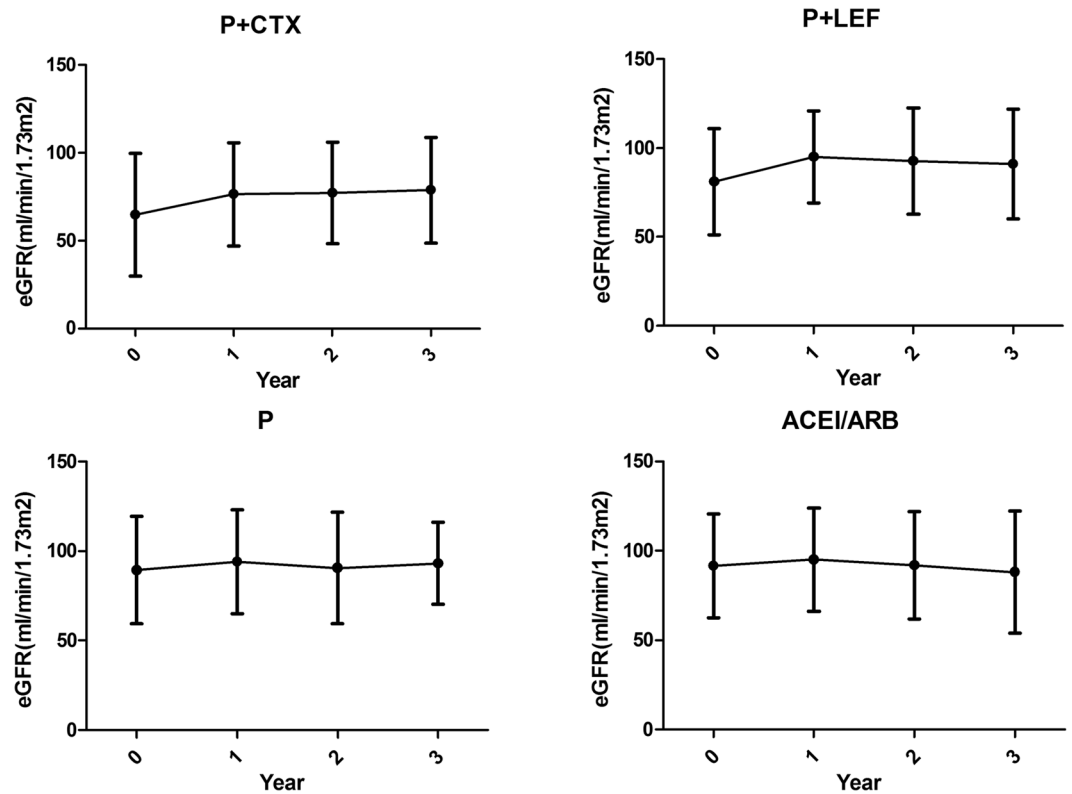 P+CTX
eGFR(ml/min/1.73m2)
150
100
50
0
0 1 2 3
Year
P+LEF
eGFR(ml/min/1.73m2)
150
100
50
0
0 1 2 3
Year
P
eGFR(ml/min/1.73m2)
150
100
50
0
0 1 2 3
Year
ACEI/ARB
eGFR(ml/min/1.73m2)
150
100
50
0
0 1 2 3
Year